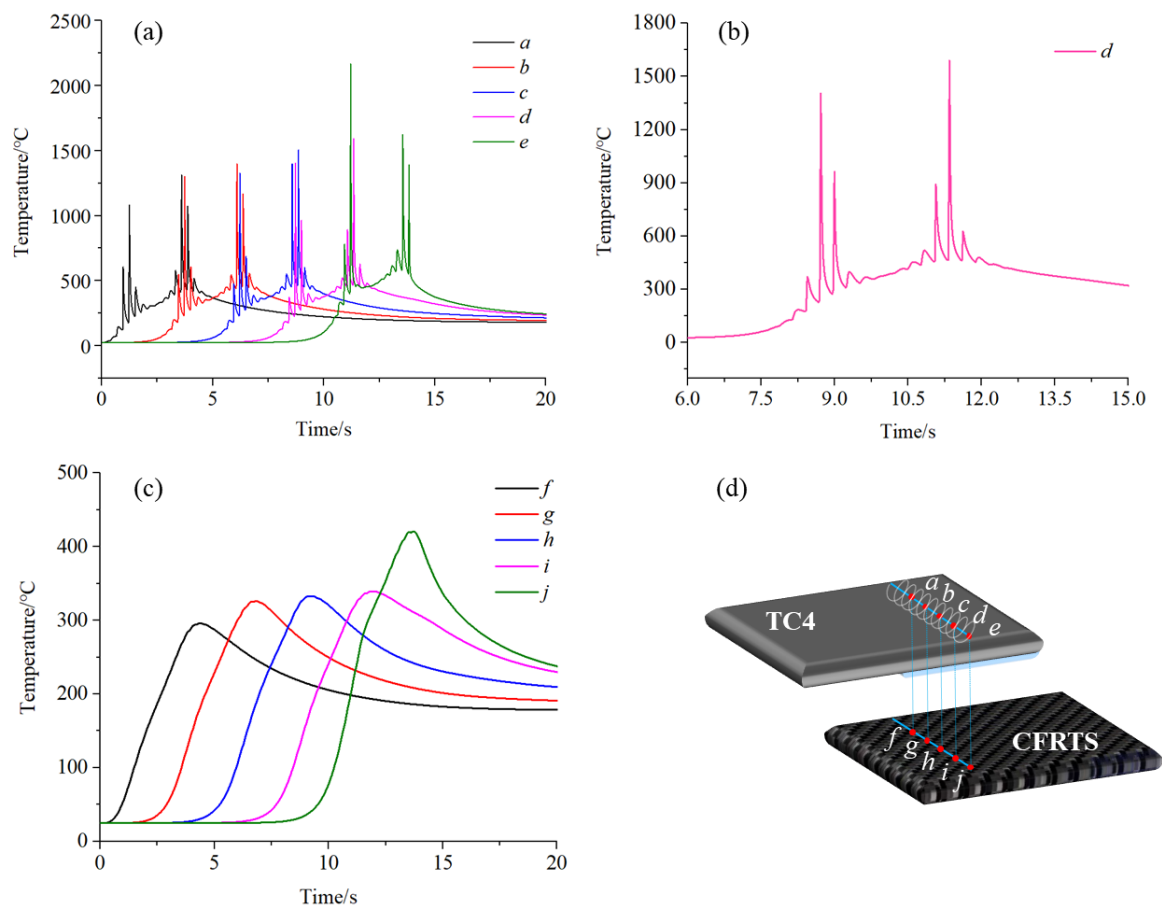 (a)
2500
2000
1500
1000
500
0
Temperature/°C
0 5 10 15 20
Time/s
a
b
c
d
e
(b)
1800
1500
1200
900
600
300
0
Temperature/°C
6.0 7.5 9.0 10.5 12.0 13.5 15.0
Time/s
d
(c)
500
400
300
200
100
0
Temperature/°C
0 5 10 15 20
Time/s
f
g
h
i
j
(d)
TC4
a
b
c
d
e
CFRTS
f
g
h
i
j